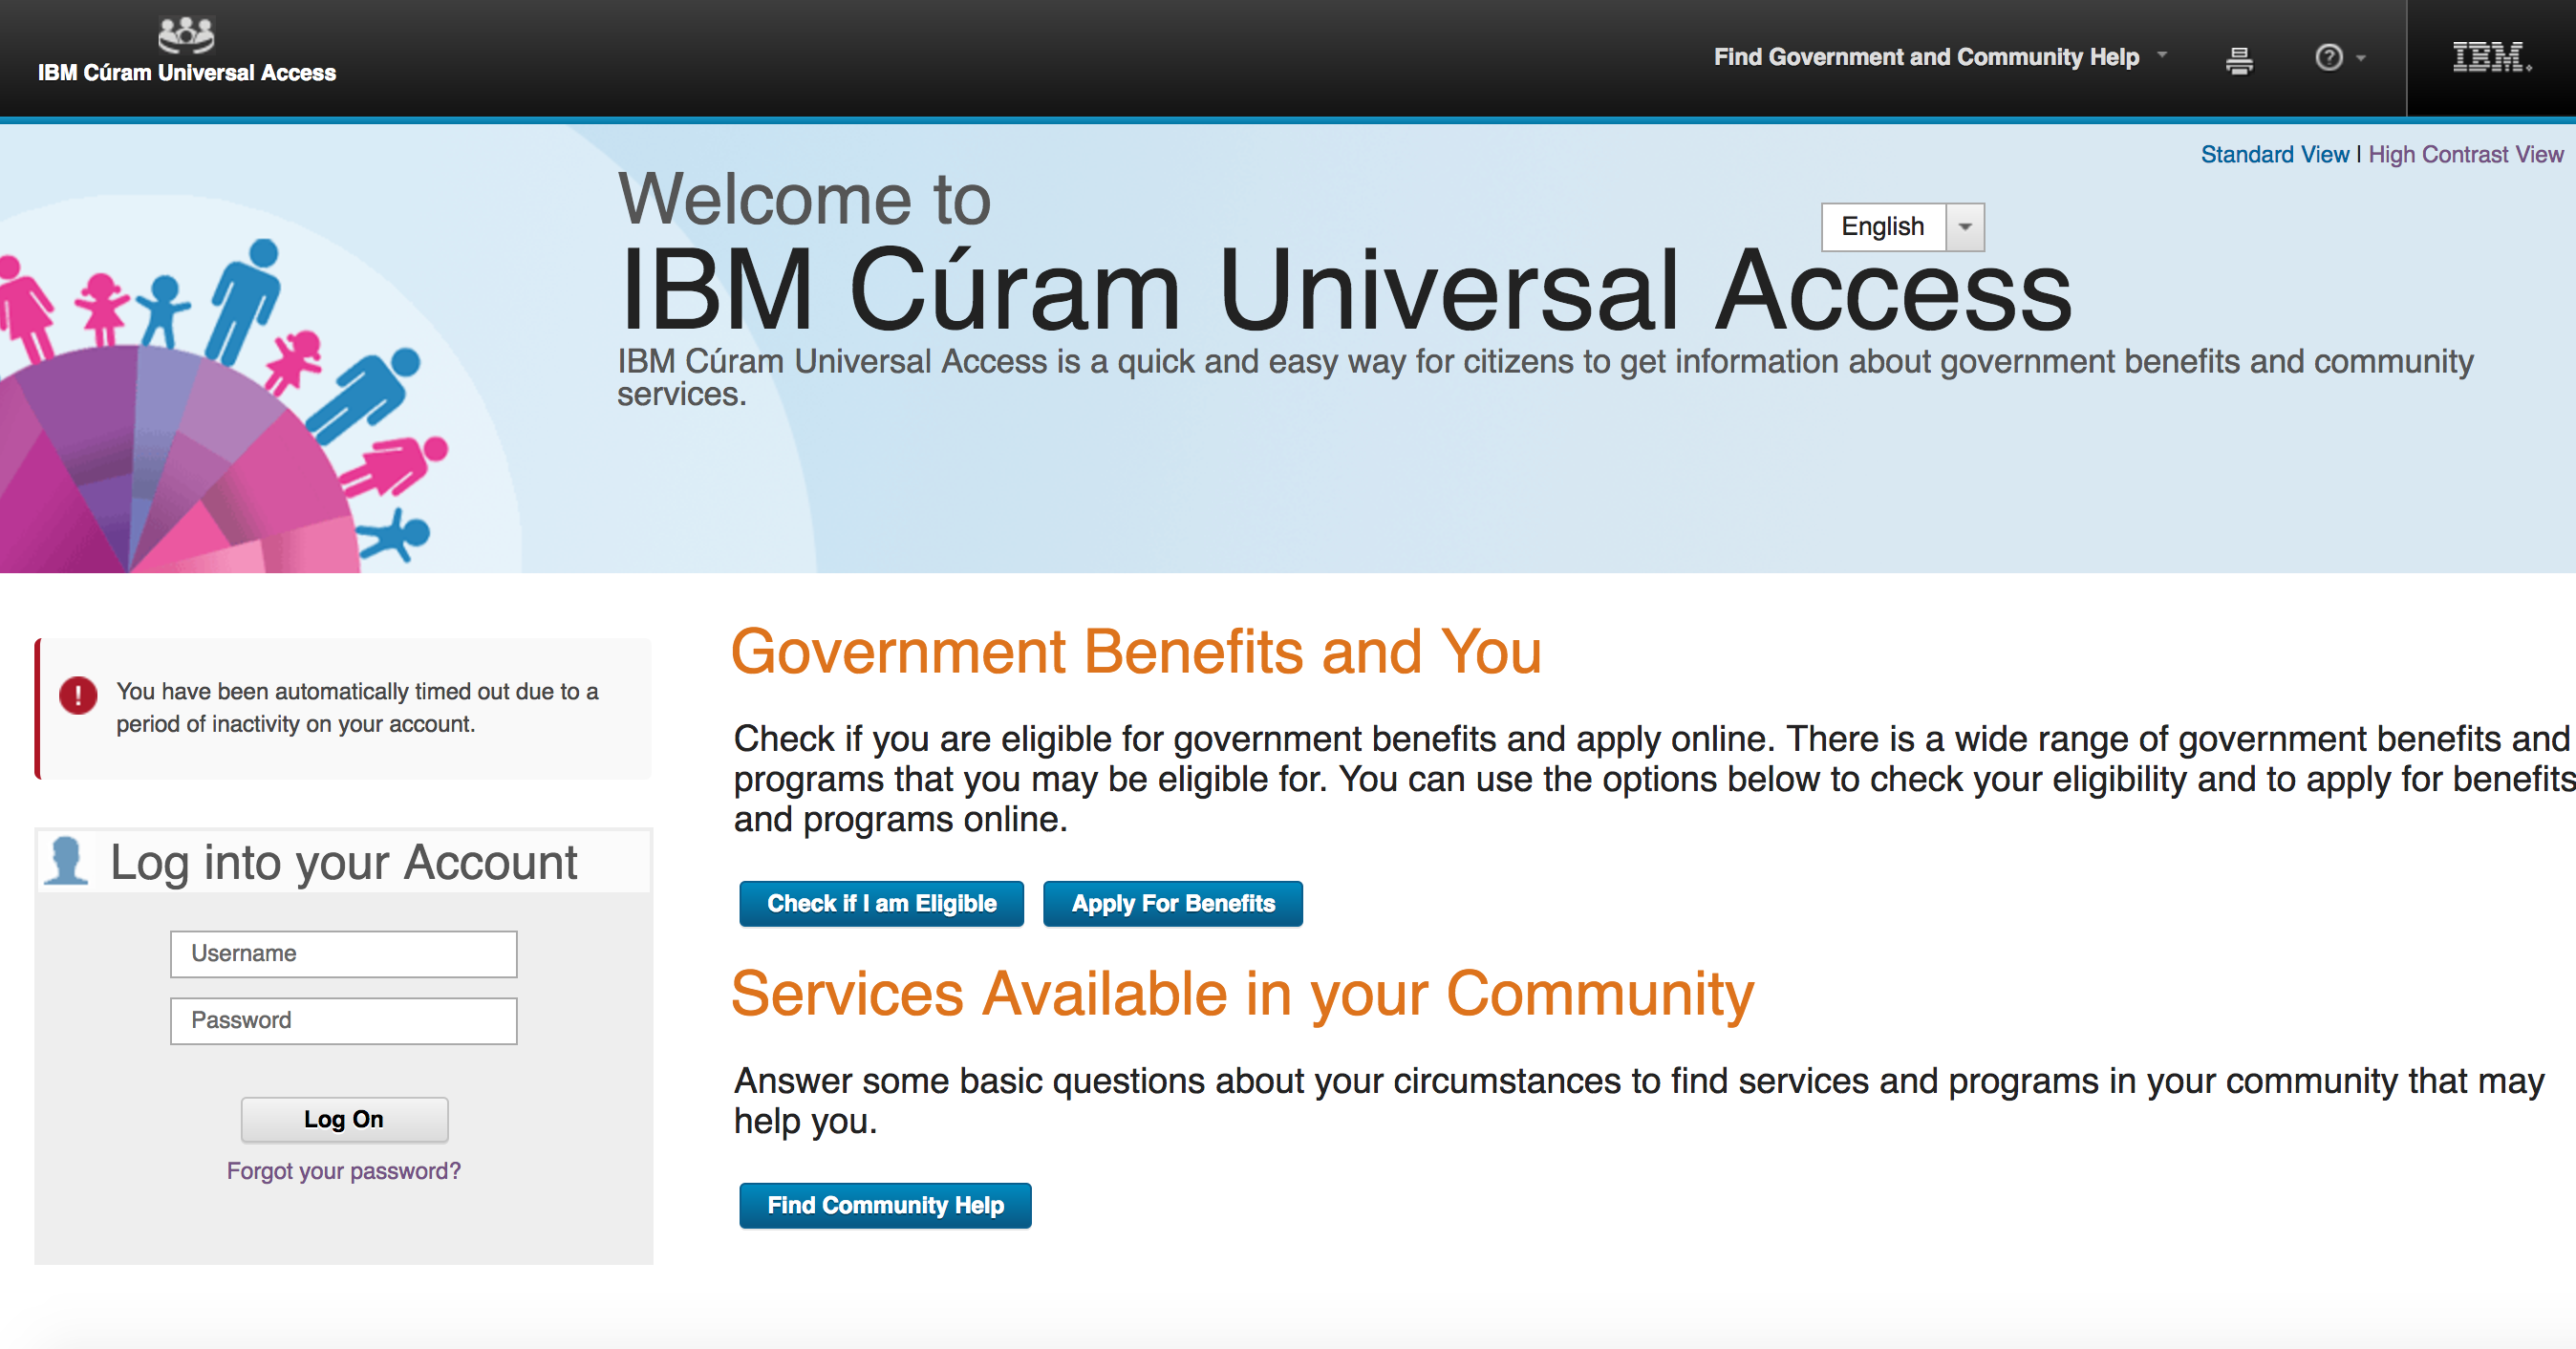 IBM Cúram Universal Access
Find Government and Community Help
?
IBM.
Standard View | High Contrast View
Welcome to
English
IBM Cúram Universal Access
IBM Cúram Universal Access is a quick and easy way for citizens to get information about government benefits and community
services.
!
You have been automatically timed out due to a
period of inactivity on your account.
Log into your Account
Username
Password
Log On
Forgot your password?
Government Benefits and You
Check if you are eligible for government benefits and apply online. There is a wide range of government benefits and
programs that you may be eligible for. You can use the options below to check your eligibility and to apply for benefits
and programs online.
Check if I am Eligible
Apply For Benefits
Services Available in your Community
Answer some basic questions about your circumstances to find services and programs in your community that may
help you.
Find Community Help